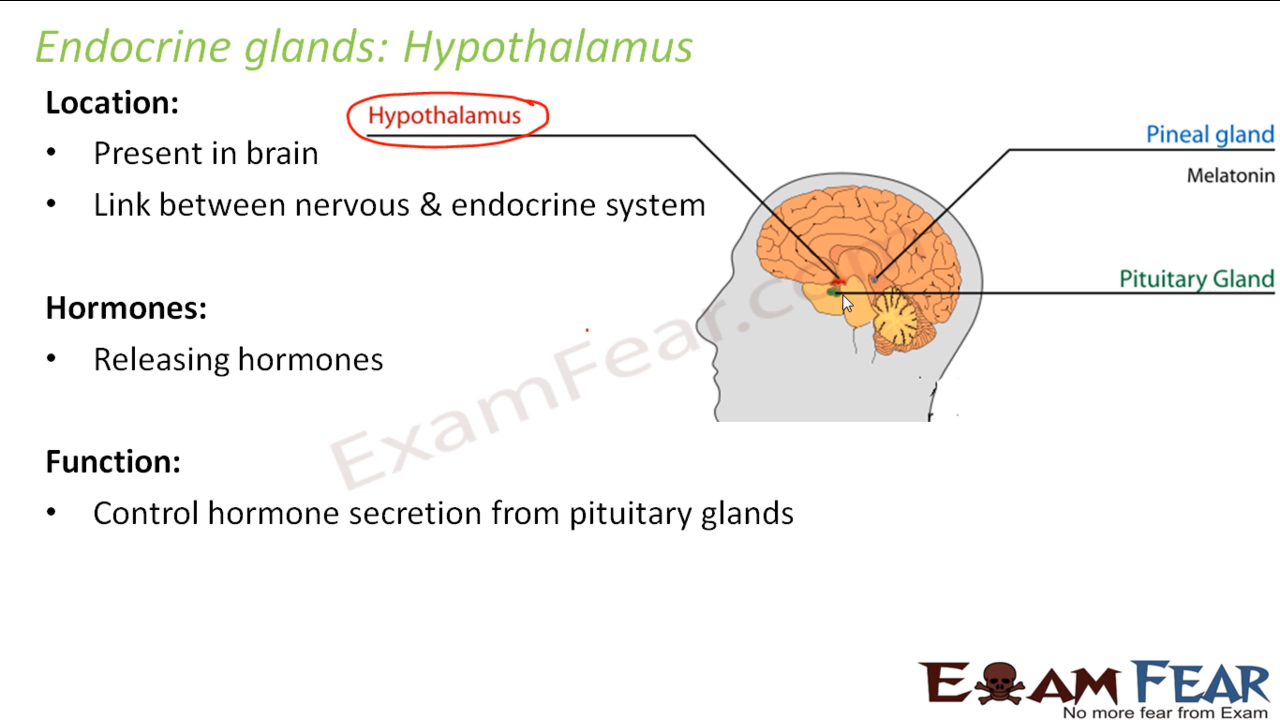 Endocrine glands: Hypothalamus
Location:
• Present in brain
• Link between nervous & endocrine system
Hormones:
• Releasing hormones
Function:
• Control hormone secretion from pituitary glands
Hypothalamus
Pineal gland
Melatonin
Pituitary Gland
ExamFear.com
EXAM FEAR
No more fear from Exam